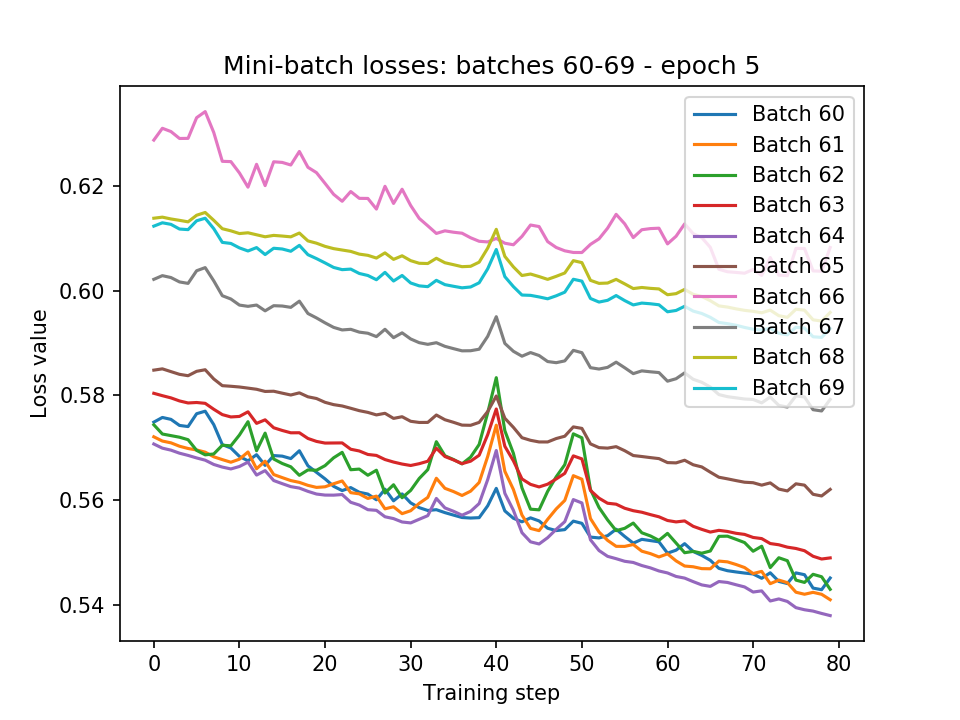 Mini-batch losses: batches 60-69 - epoch 5
Loss value
0.62
0.60
0.58
0.56
0.54
Batch 60
Batch 61
Batch 62
Batch 63
Batch 64
Batch 65
Batch 66
Batch 67
Batch 68
Batch 69
0 10 20 30 40 50 60 70 80
Training step